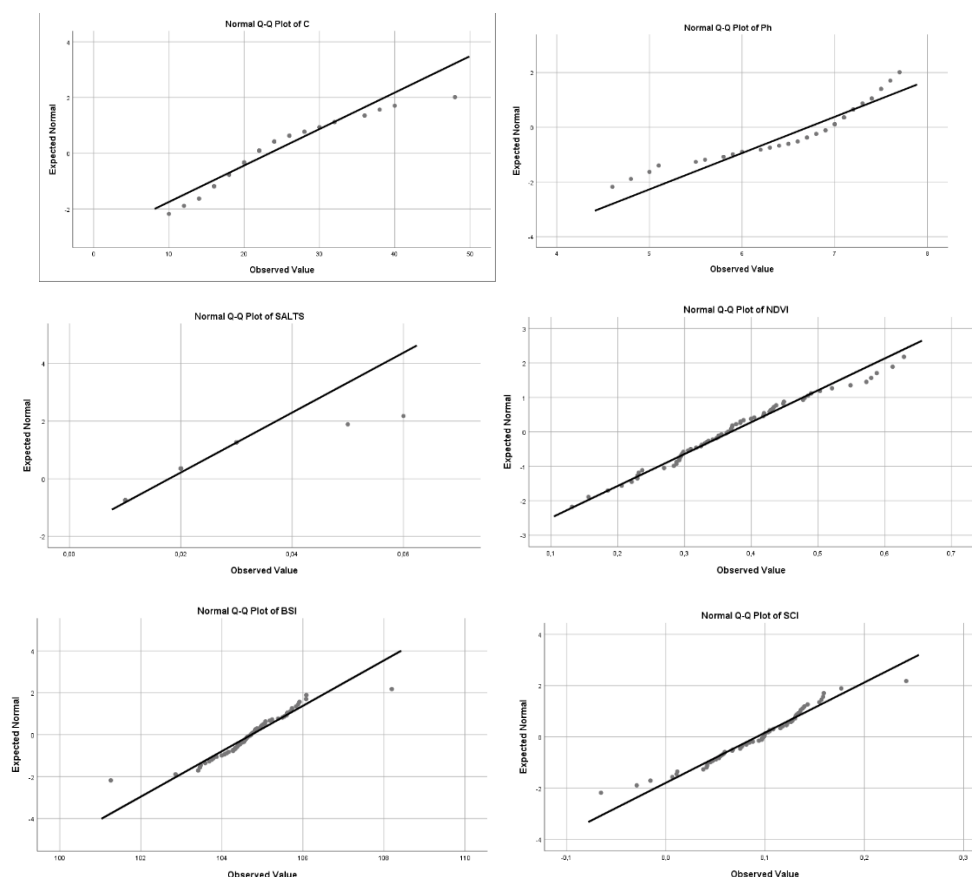 Normal Q-Q Plot of C
Expected Normal
4
2
0
-2
0 10 20 30 40 50
Observed Value
Normal Q-Q Plot of Ph
Expected Normal
2
0
-2
-4
4 5 6 7 8
Observed Value
Normal Q-Q Plot of SALTS
Expected Normal
4
2
0
-2
0,00 0,02 0,04 0,06
Observed Value
Normal Q-Q Plot of NDVI
Expected Normal
3
2
1
0
-1
-2
-3
0,1 0,2 0,3 0,4 0,5 0,6 0,7
Observed Value
Normal Q-Q Plot of BSI
Expected Normal
4
2
0
-2
-4
100 102 104 106 108 110
Observed Value
Normal Q-Q Plot of SCI
Expected Normal
4
2
0
-2
-4
-0,1 0,0 0,1 0,2 0,3
Observed Value